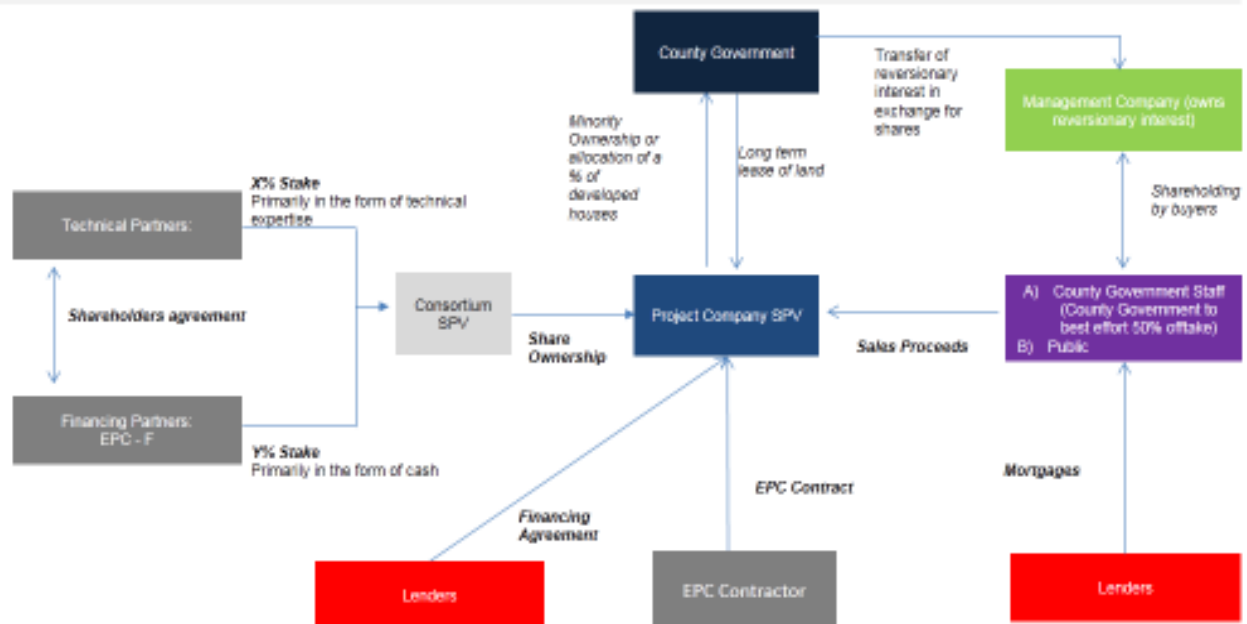 County Government
Transfer of
reversionary
interest in
exchange for
shares
Management Company (owns
reversionary interest)
Minority
Ownership or
allocation of a
% of
developed
houses
Long term
lease of land
Shareholding
by buyers
X% Stake
Primarily in the form of technical
expertise
Technical Partners:
Shareholders agreement
Financing Partners:
EPC - F
Y% Stake
Primarily in the form of cash
Consortium
SPV
Share
Ownership
Project Company SPV
Sales Proceeds
A) County Government Staff
(County Government to
best effort 50% offtake)
B) Public
Financing
Agreement
EPC Contract
Mortgages
Lenders
EPC Contractor
Lenders